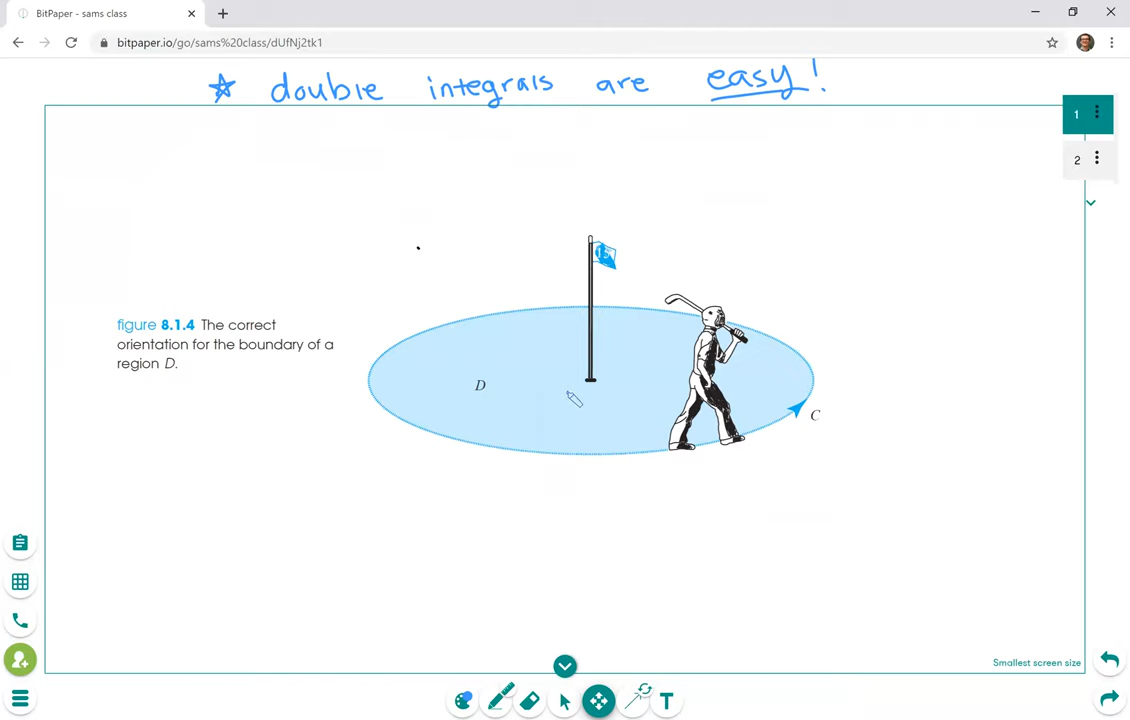 BitPaper - sams class
bitpaper.io/go/sams%20class/dUfNj2tk1
☆ double integrals are easy!
1
2
15
figure 8.1.4 The correct
orientation for the boundary of a
region D.
D
C
Smallest screen size
T